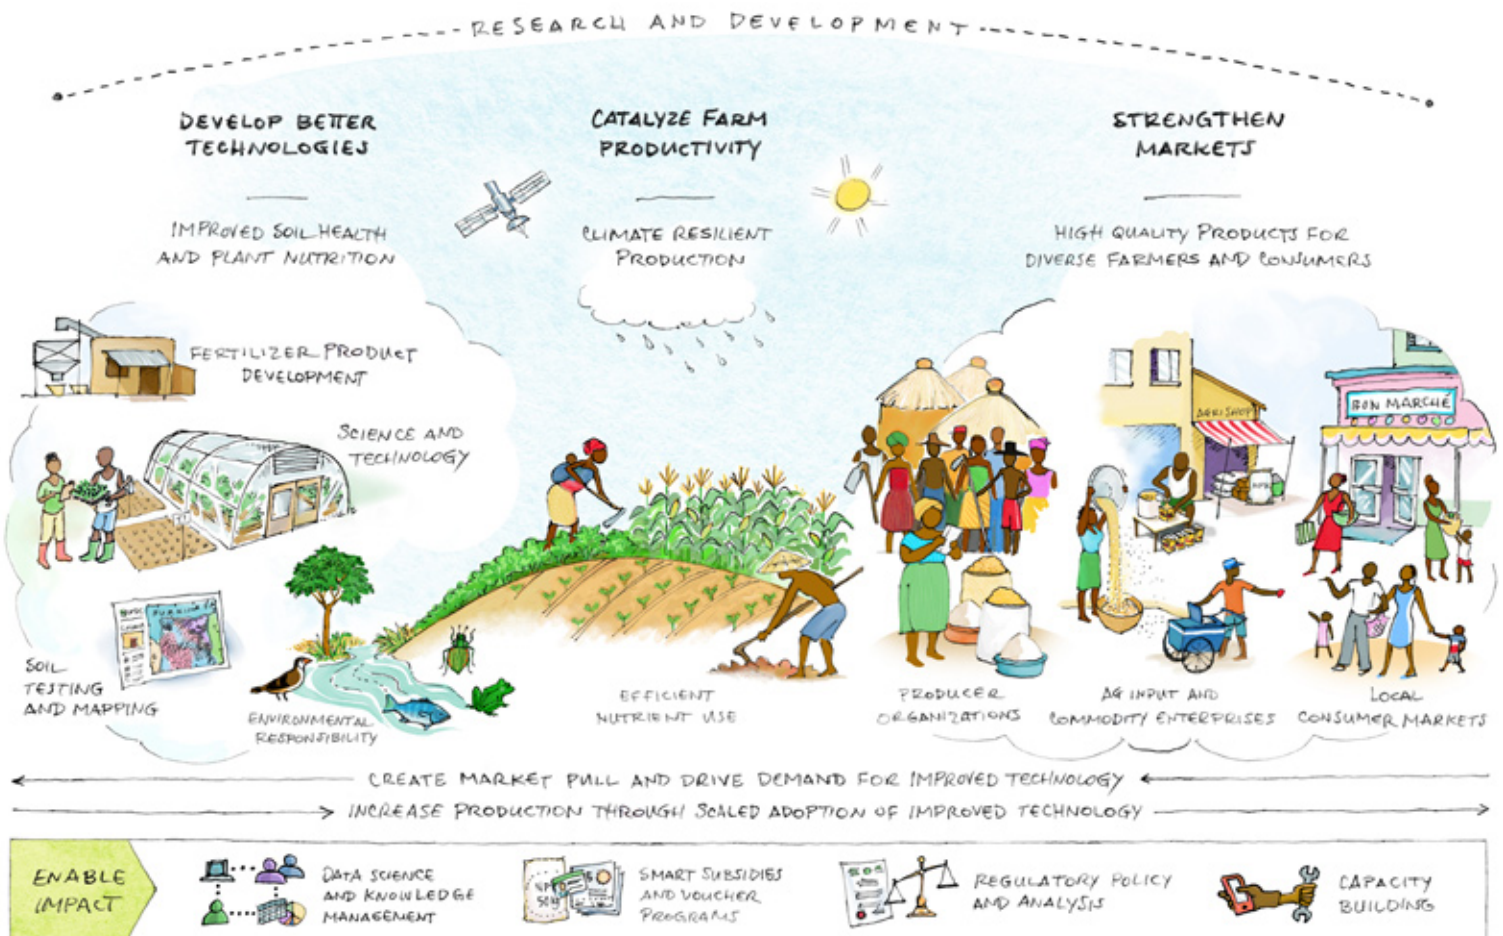 RESEARCH AND DEVELOPMENT
DEVELOP BETTER
TECHNOLOGIES
IMPROVED SOIL HEALTH
AND PLANT NUTRITION
CATALYZE FARM
PRODUCTIVITY
CLIMATE RESILIENT
PRODUCTION
STRENGTHEN
MARKETS
HIGH QUALITY PRODUCTS FOR
DIVERSE FARMERS AND CONSUMERS
FERTILIZER PRODUCT
DEVELOPMENT
SCIENCE AND
TECHNOLOGY
SOIL
TESTING
AND MAPPING
ENVIRONMENTAL
RESPONSIBILITY
EFFICIENT
NUTRIENT USE
AGRI SHOP
BON MARCHÉ
PRODUCER
ORGANIZATIONS
AG INPUT AND
COMMODITY ENTERPRISES
LOCAL
CONSUMER MARKETS
CREATE MARKET PULL AND DRIVE DEMAND FOR IMPROVED TECHNOLOGY
INCREASE PRODUCTION THROUGH SCALED ADOPTION OF IMPROVED TECHNOLOGY
ENABLE
IMPACT
DATA SCIENCE
AND KNOWLEDGE
MANAGEMENT
SMART SUBSIDIES
AND VOUCHER
PROGRAMS
REGULATORY POLICY
AND ANALYSIS
CAPACITY
BUILDING